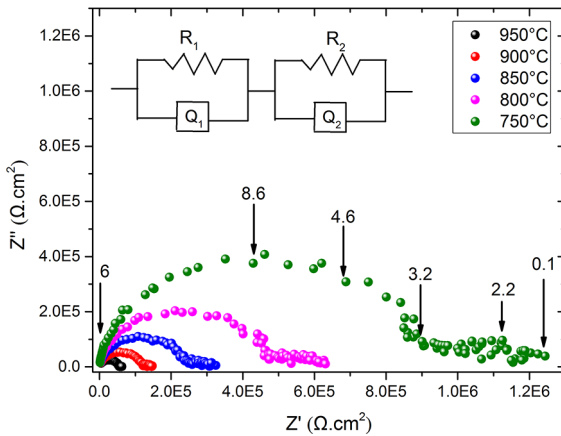 1.2E6
1.0E6
8.0E5
6.0E5
4.0E5
2.0E5
0.0
Z'' (Ω.cm²)
R₁
R₂
Q₁
Q₂
950°C
900°C
850°C
800°C
750°C
6
8.6
4.6
3.2
2.2
0.1
0.0
2.0E5
4.0E5
6.0E5
8.0E5
1.0E6
1.2E6
Z' (Ω.cm²)